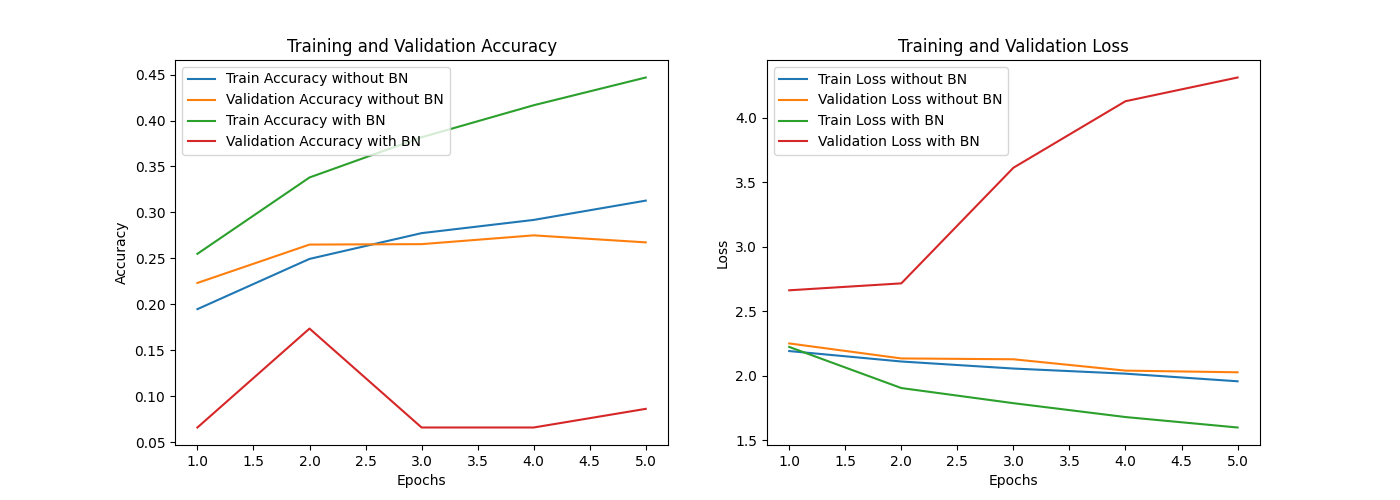 Training and Validation Accuracy
Train Accuracy without BN
Validation Accuracy without BN
Train Accuracy with BN
Validation Accuracy with BN
0.45
0.40
0.35
0.30
0.25
0.20
0.15
0.10
0.05
Accuracy
1.0 1.5 2.0 2.5 3.0 3.5 4.0 4.5 5.0
Epochs
Training and Validation Loss
Train Loss without BN
Validation Loss without BN
Train Loss with BN
Validation Loss with BN
4.0
3.5
3.0
2.5
2.0
1.5
Loss
1.0 1.5 2.0 2.5 3.0 3.5 4.0 4.5 5.0
Epochs